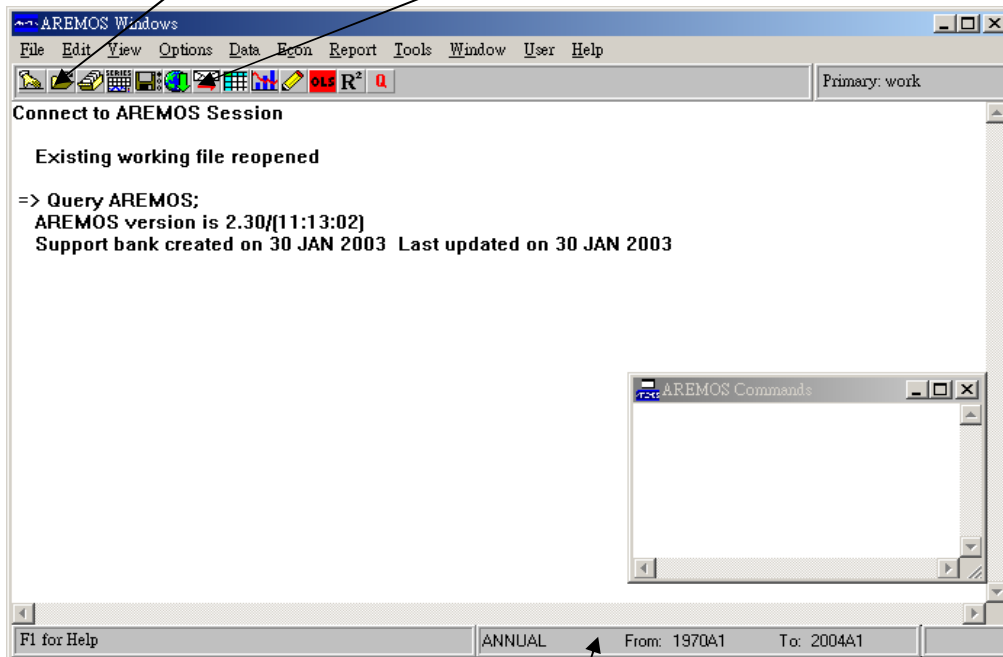 AREMOS Windows
File Edit View Options Data Econ Report Tools Window User Help
SERIES OLS R² Q Primary: work
Connect to AREMOS Session
Existing working file reopened
=> Query AREMOS;
AREMOS version is 2.30/(11:13:02)
Support bank created on 30 JAN 2003 Last updated on 30 JAN 2003
AREMOS Commands
F1 for Help ANNUAL From: 1970A1 To: 2004A1